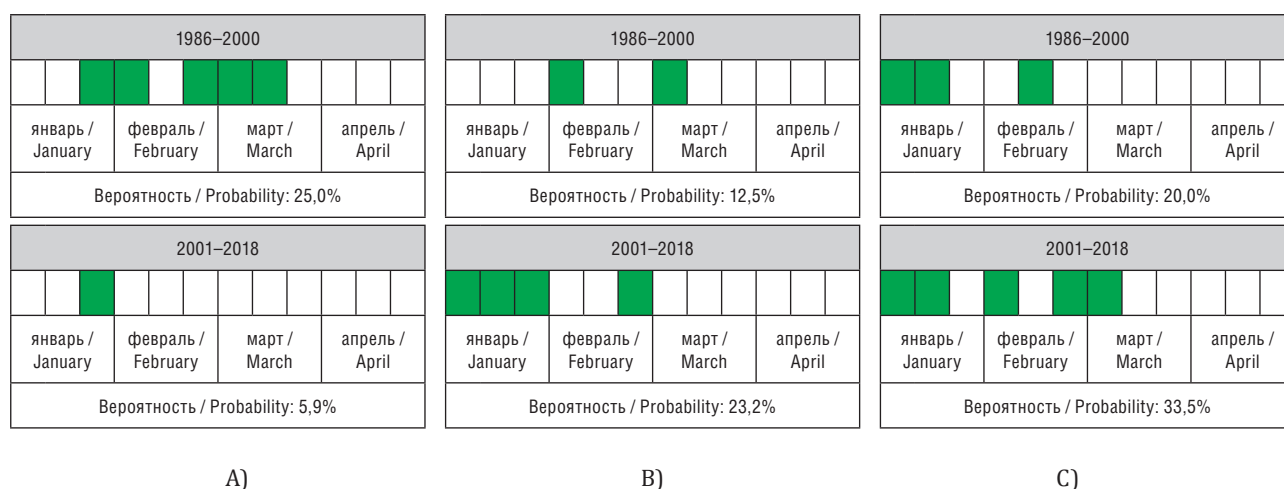 1986–2000
январь / January
февраль / February
март / March
апрель / April
Вероятность / Probability: 25,0%
2001–2018
январь / January
февраль / February
март / March
апрель / April
Вероятность / Probability: 5,9%
A)
1986–2000
январь / January
февраль / February
март / March
апрель / April
Вероятность / Probability: 12,5%
2001–2018
январь / January
февраль / February
март / March
апрель / April
Вероятность / Probability: 23,2%
B)
1986–2000
январь / January
февраль / February
март / March
апрель / April
Вероятность / Probability: 20,0%
2001–2018
январь / January
февраль / February
март / March
апрель / April
Вероятность / Probability: 33,5%
C)